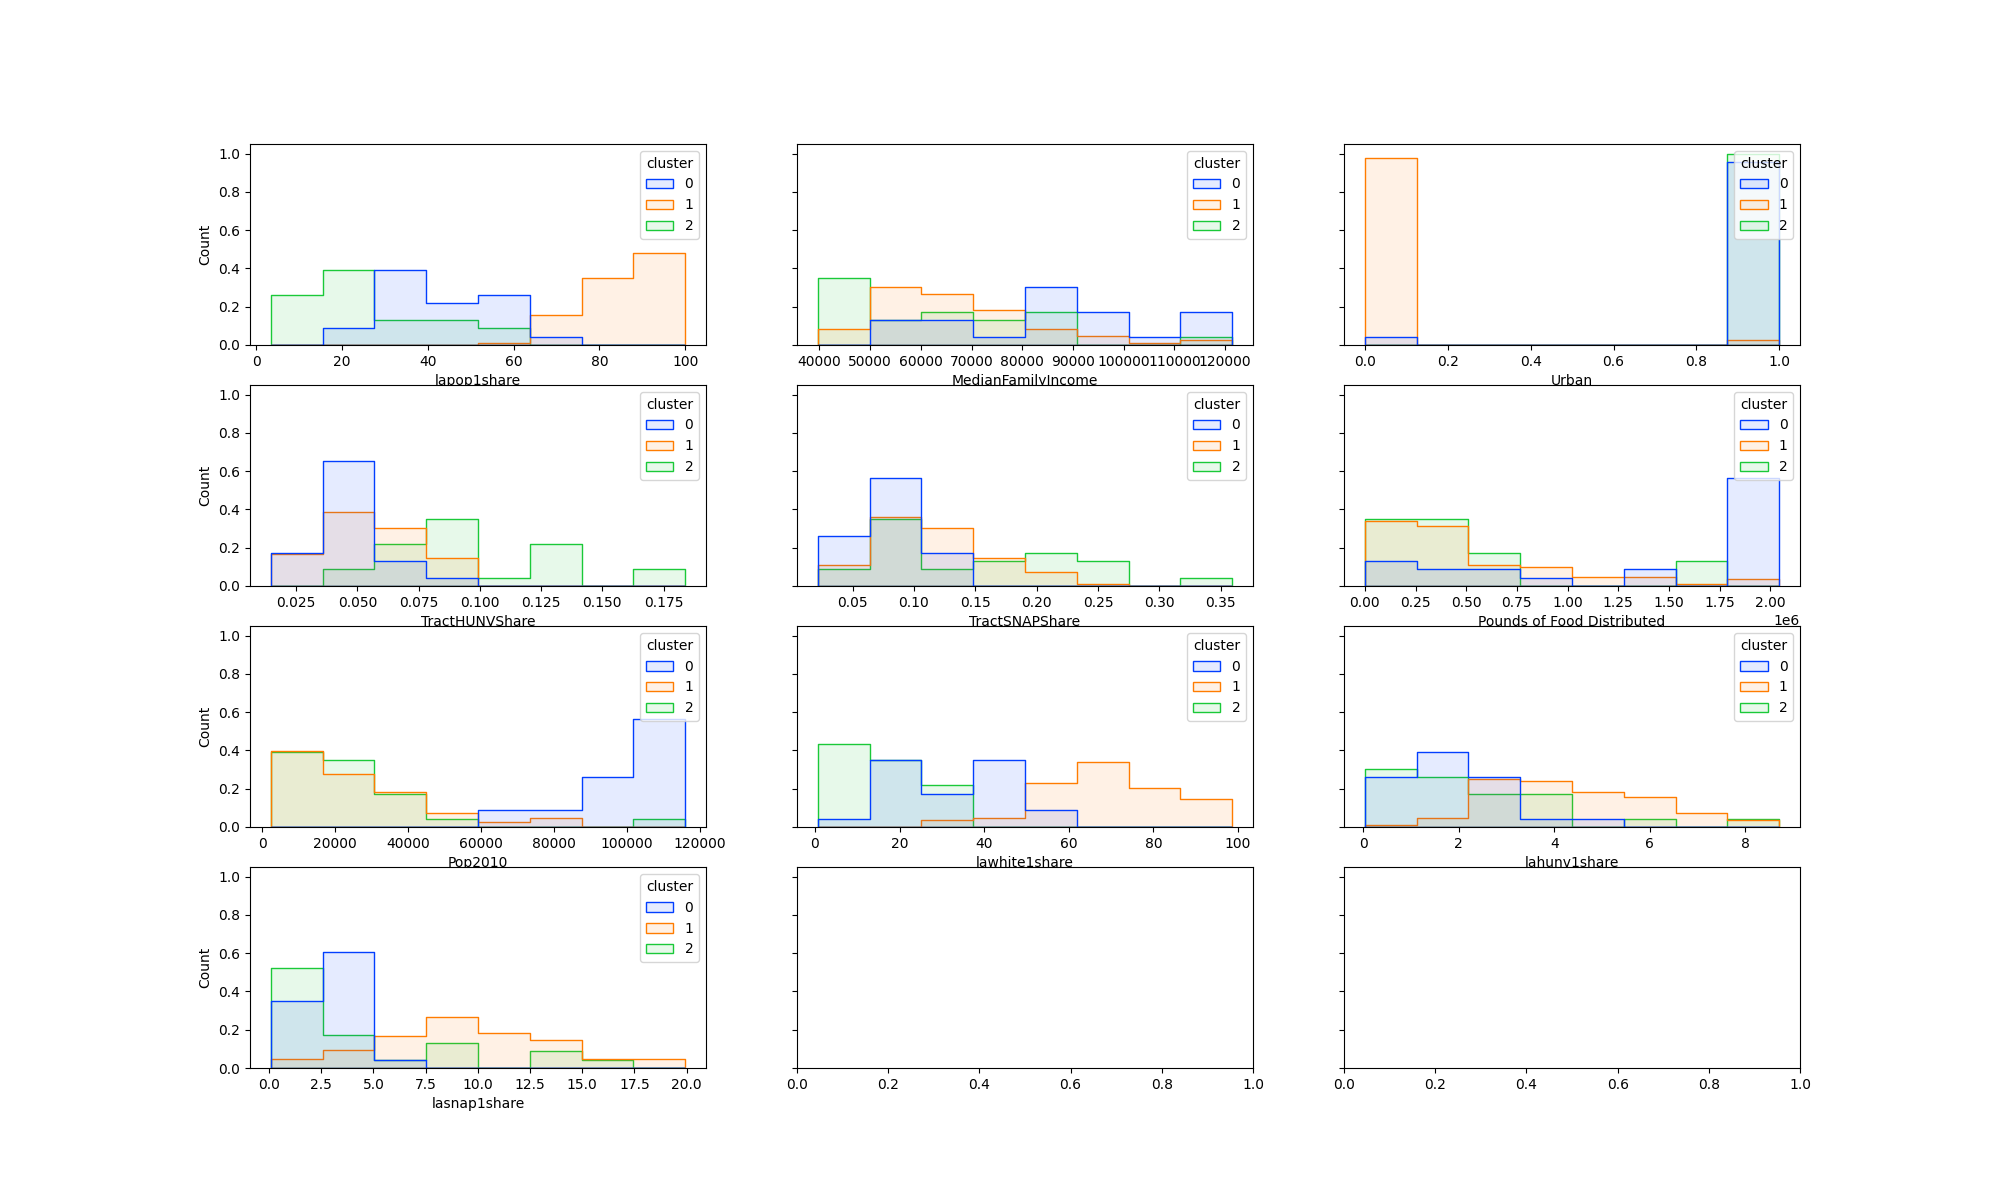 1.0
0.8
0.6
0.4
0.2
0.0
Count
0 20 40 60 80 100
lapop1share
cluster
0
1
2
40000 50000 60000 70000 80000 90000 100000 110000 120000
MedianFamilyIncome
cluster
0
1
2
0.0 0.2 0.4 0.6 0.8 1.0
Urban
cluster
0
1
2
1.0
0.8
0.6
0.4
0.2
0.0
Count
0.025 0.050 0.075 0.100 0.125 0.150 0.175
TractHUNVShare
cluster
0
1
2
0.05 0.10 0.15 0.20 0.25 0.30 0.35
TractSNAPShare
cluster
0
1
2
0.00 0.25 0.50 0.75 1.00 1.25 1.50 1.75 2.00
Pounds of Food Distributed
1e6
cluster
0
1
2
1.0
0.8
0.6
0.4
0.2
0.0
Count
0 20000 40000 60000 80000 100000 120000
Pop2010
cluster
0
1
2
0 20 40 60 80 100
lawhite1share
cluster
0
1
2
0 2 4 6 8
lahunv1share
cluster
0
1
2
1.0
0.8
0.6
0.4
0.2
0.0
Count
0.0 2.5 5.0 7.5 10.0 12.5 15.0 17.5 20.0
lasnap1share
cluster
0
1
2
0.0 0.2 0.4 0.6 0.8 1.0
0.0 0.2 0.4 0.6 0.8 1.0